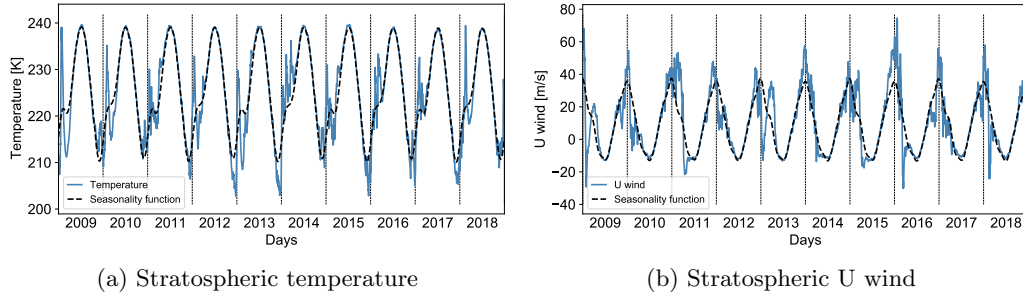 240
230
220
210
200
Temperature [K]
Temperature
Seasonality function
2009 2010 2011 2012 2013 2014 2015 2016 2017 2018
Days
(a) Stratospheric temperature
80
60
40
20
0
−20
−40
U wind [m/s]
U wind
Seasonality function
2009 2010 2011 2012 2013 2014 2015 2016 2017 2018
Days
(b) Stratospheric U wind